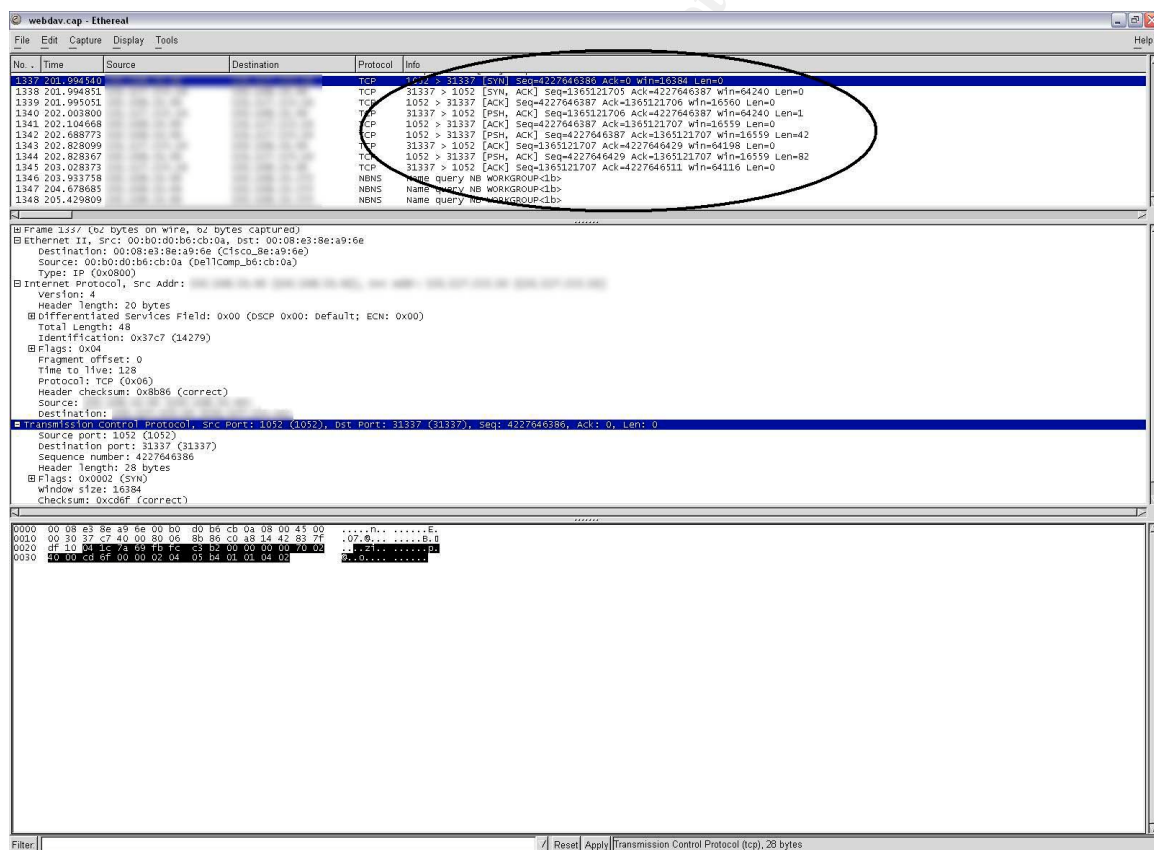 webdav.cap - Ethereal
File Edit Capture Display Tools Help
No. . Time Source Destination Protocol Info
1337 201.994540 TCP 1052 > 31337 [SYN] Seq=4227646386 Ack=0 Win=16384 Len=0
1338 201.994851 TCP 31337 > 1052 [SYN, ACK] Seq=1365121705 Ack=4227646387 Win=64240 Len=0
1339 201.995051 TCP 1052 > 31337 [ACK] Seq=4227646387 Ack=1365121706 Win=16560 Len=0
1340 202.003800 TCP 31337 > 1052 [PSH, ACK] Seq=1365121706 Ack=4227646387 Win=64240 Len=1
1341 202.104668 TCP 1052 > 31337 [ACK] Seq=4227646387 Ack=1365121707 Win=16559 Len=0
1342 202.688773 TCP 1052 > 31337 [PSH, ACK] Seq=4227646387 Ack=1365121707 Win=16559 Len=42
1343 202.828099 TCP 31337 > 1052 [ACK] Seq=1365121707 Ack=4227646429 Win=64198 Len=0
1344 202.828367 TCP 1052 > 31337 [PSH, ACK] Seq=4227646429 Ack=1365121707 Win=16559 Len=82
1345 203.028373 TCP 31337 > 1052 [ACK] Seq=1365121707 Ack=4227646511 Win=64116 Len=0
1346 203.933758 NBNS Name query NB WORKGROUP<1b>
1347 204.678685 NBNS Name query NB WORKGROUP<1b>
1348 205.429809 NBNS Name query NB WORKGROUP<1b>
Frame 1337 (62 bytes on wire, 62 bytes captured)
Ethernet II, Src: 00:b0:d0:b6:cb:0a, Dst: 00:08:e3:8e:a9:6e
Destination: 00:08:e3:8e:a9:6e (Cisco_8e:a9:6e)
Source: 00:b0:d0:b6:cb:0a (DellComp_b6:cb:0a)
Type: IP (0x0800)
Internet Protocol, Src Addr:
Version: 4
Header length: 20 bytes
Differentiated Services Field: 0x00 (DSCP 0x00: Default; ECN: 0x00)
Total Length: 48
Identification: 0x37c7 (14279)
Flags: 0x04
Fragment offset: 0
Time to live: 128
Protocol: TCP (0x06)
Header checksum: 0x8b86 (correct)
Source:
Destination:
Transmission Control Protocol, Src Port: 1052 (1052), Dst Port: 31337 (31337), Seq: 4227646386, Ack: 0, Len: 0
Source port: 1052 (1052)
Destination port: 31337 (31337)
Sequence number: 4227646386
Header length: 28 bytes
Flags: 0x0002 (SYN)
Window size: 16384
Checksum: 0xcd6f (correct)
0000 00 08 e3 8e a9 6e 00 b0 d0 b6 cb 0a 08 00 45 00 .....n.. ......E.
0010 00 30 37 c7 40 00 80 06 8b 86 c0 a8 14 42 83 7f .07.@... .....B.
0020 df 10 04 1c 7a 69 fb fc c3 b2 00 00 00 00 70 02 ....zi.. ......p.
0030 40 00 cd 6f 00 00 02 04 05 b4 01 01 04 02 @..o.... ......
Filter: / Reset Apply Transmission Control Protocol (tcp), 28 bytes